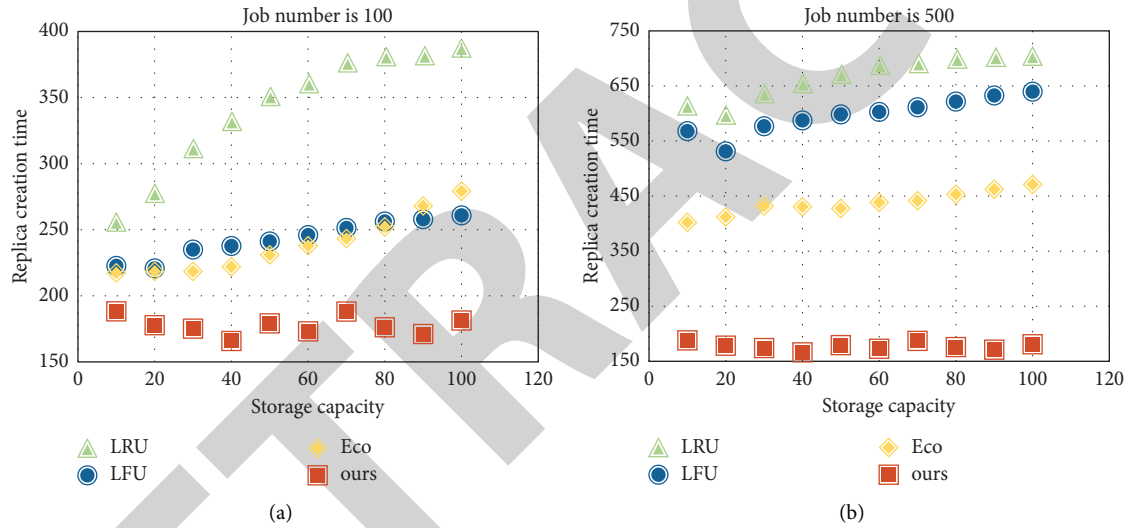 Job number is 100
400
350
300
250
200
150
0
20
40
60
80
100
120
Replica creation time
Storage capacity
LRU
LFU
Eco
ours
(a)
Job number is 500
750
650
550
450
350
250
150
0
20
40
60
80
100
120
Replica creation time
Storage capacity
LRU
LFU
Eco
ours
(b)
TRAC